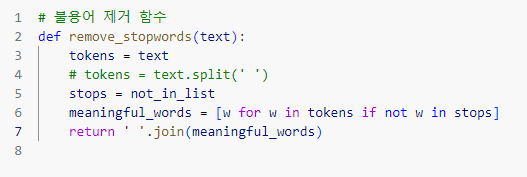 1 # 불용어 제거 함수
2 def remove_stopwords(text):
3     tokens = text
4     # tokens = text.split(' ')
5     stops = not_in_list
6     meaningful_words = [w for w in tokens if not w in stops]
7     return ' '.join(meaningful_words)
8